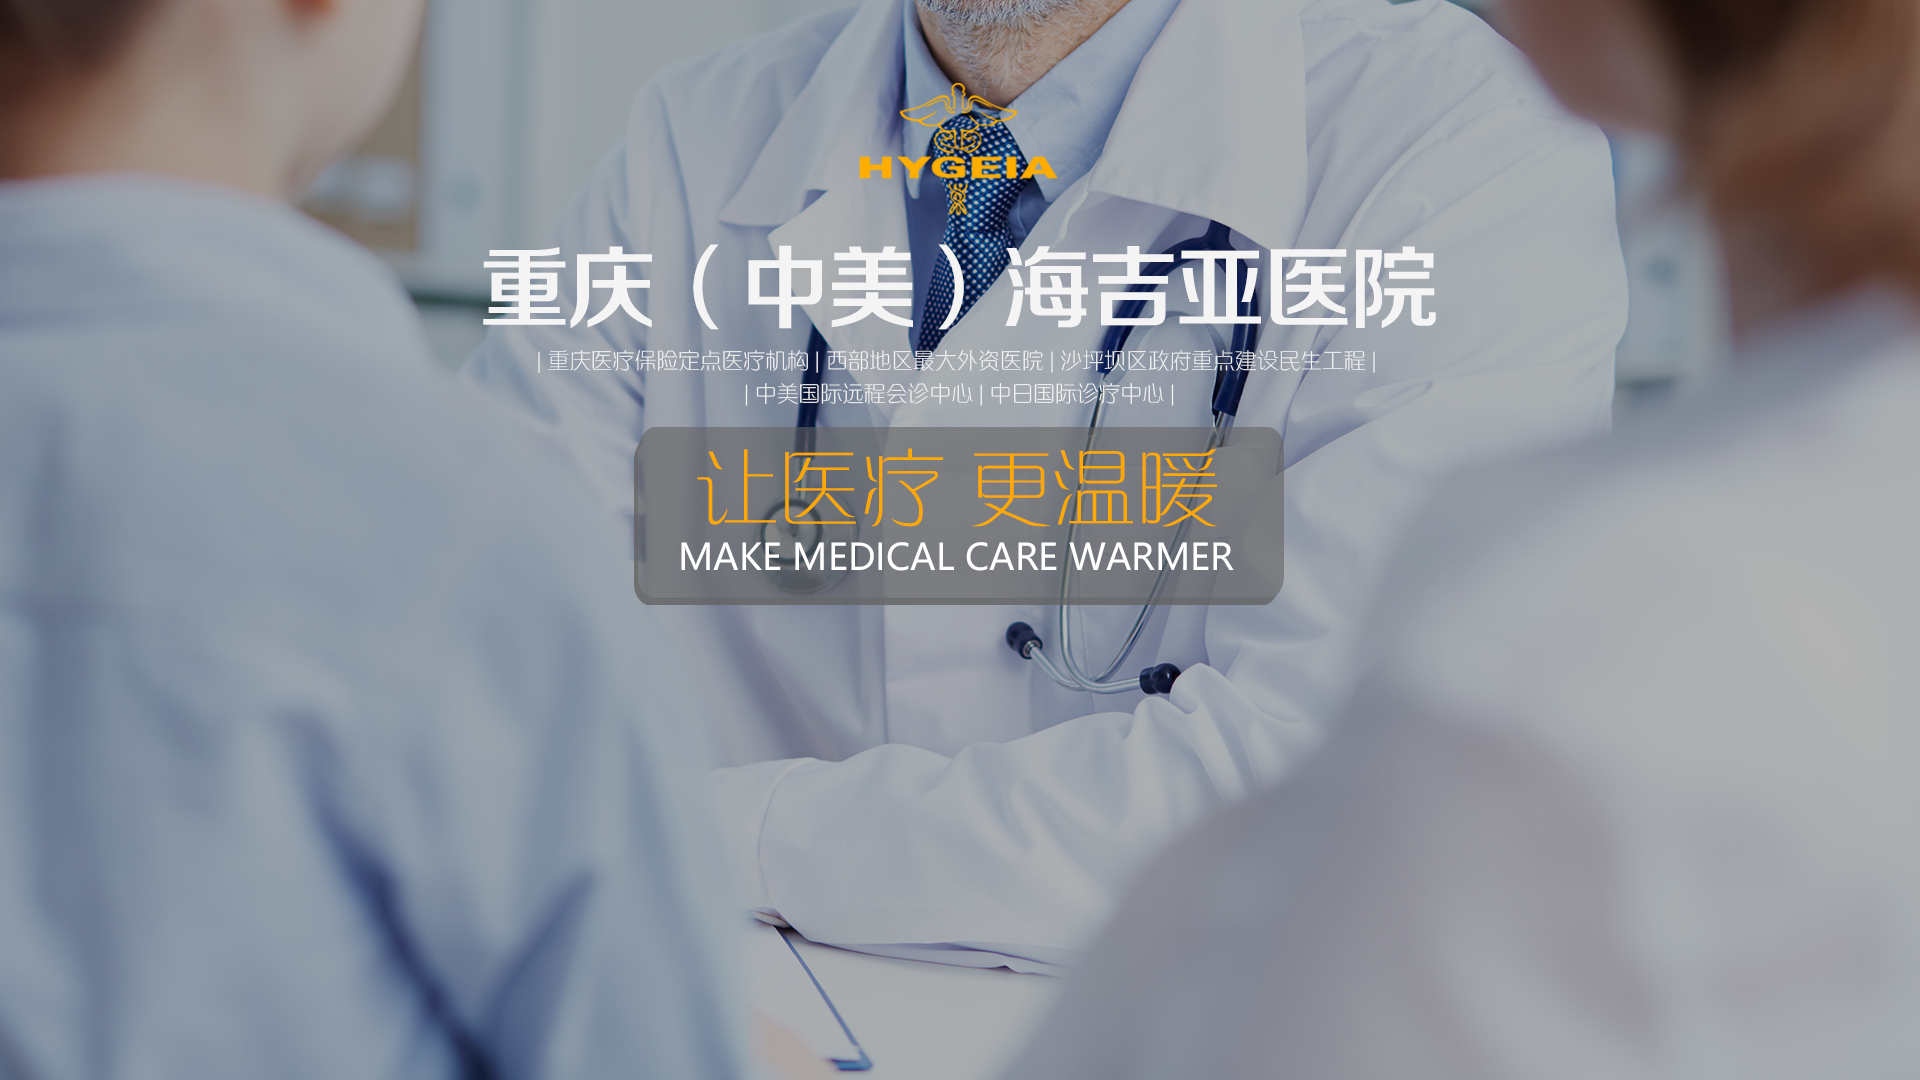 HYGEIA
重庆（中美）海吉亚医院
| 重庆医疗保险定点医疗机构 | 西部地区最大外资医院 | 沙坪坝区政府重点建设民生工程 |
| 中美国际远程会诊中心 | 中日国际诊疗中心 |
让医疗 更温暖
MAKE MEDICAL CARE WARMER